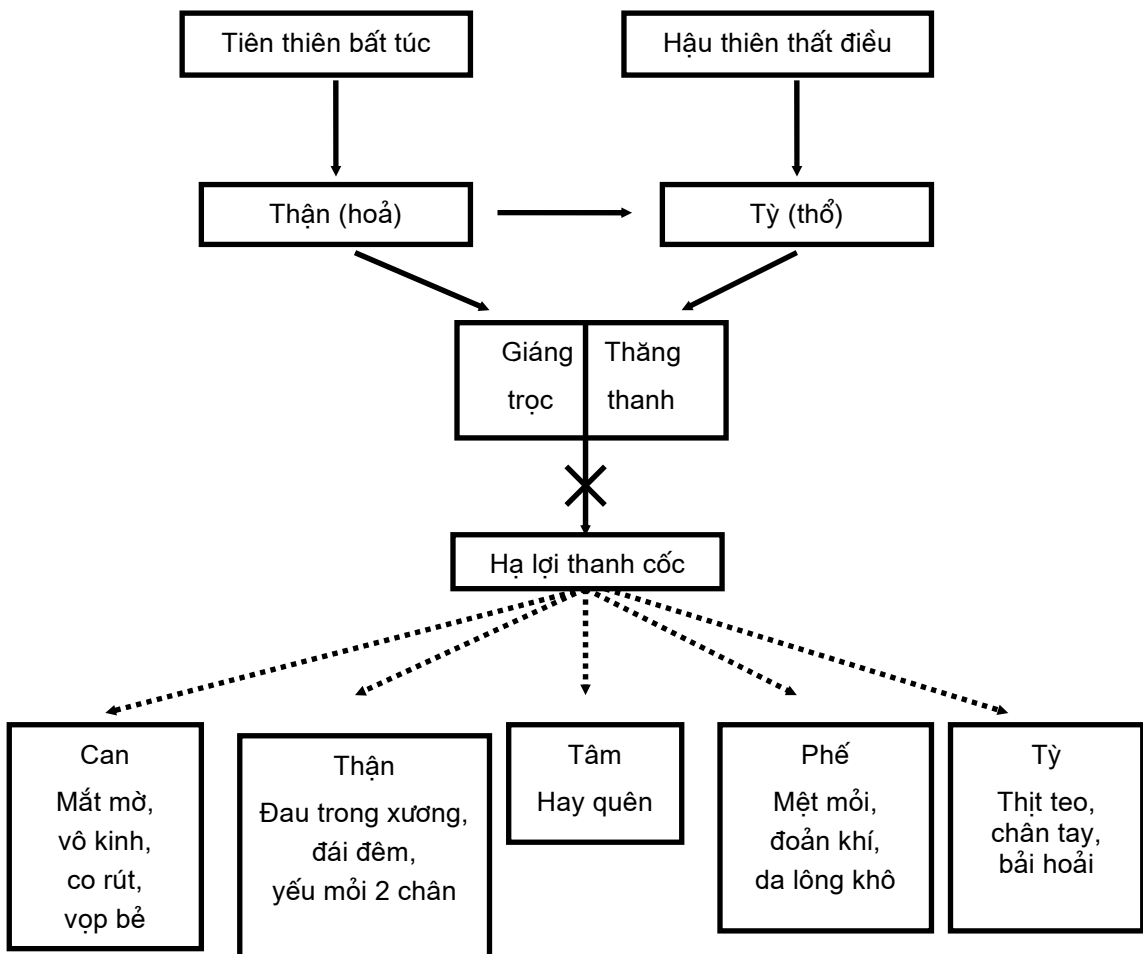 Tiên thiên bất túc
Hậu thiên thất điều
Thận (hoả)
Tỳ (thổ)
Giáng
trọc
Thăng
thanh
Hạ lợi thanh cốc
Can
Mắt mờ,
vô kinh,
co rút,
vọp bẻ
Thận
Đau trong xương,
đái đêm,
yếu mỏi 2 chân
Tâm
Hay quên
Phế
Mệt mỏi,
đoản khí,
da lông khô
Tỳ
Thịt teo,
chân tay,
bải hoải